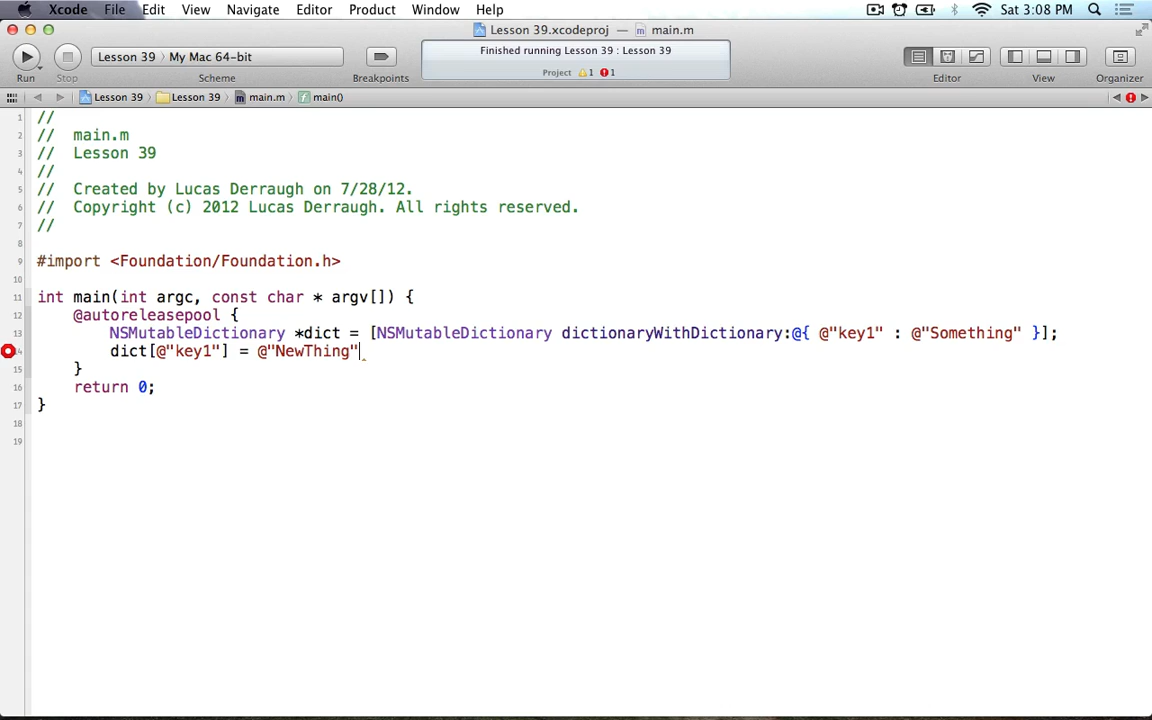 Xcode File Edit View Navigate Editor Product Window Help Sat 3:08 PM
Lesson 39.xcodeproj — main.m
Lesson 39 〉 My Mac 64-bit
Finished running Lesson 39 : Lesson 39
Project 1 1
Run Stop Scheme Breakpoints Editor View Organizer
Lesson 39 〉 Lesson 39 〉 main.m 〉 main()
1 //
2 // main.m
3 // Lesson 39
4 //
5 // Created by Lucas Derraugh on 7/28/12.
6 // Copyright (c) 2012 Lucas Derraugh. All rights reserved.
7 //
8
9 #import <Foundation/Foundation.h>
10
11 int main(int argc, const char * argv[]) {
12 @autoreleasepool {
13 NSMutableDictionary *dict = [NSMutableDictionary dictionaryWithDictionary:@{ @"key1" : @"Something" }];
14 dict[@"key1"] = @"NewThing"
15 }
16 return 0;
17 }
18
19